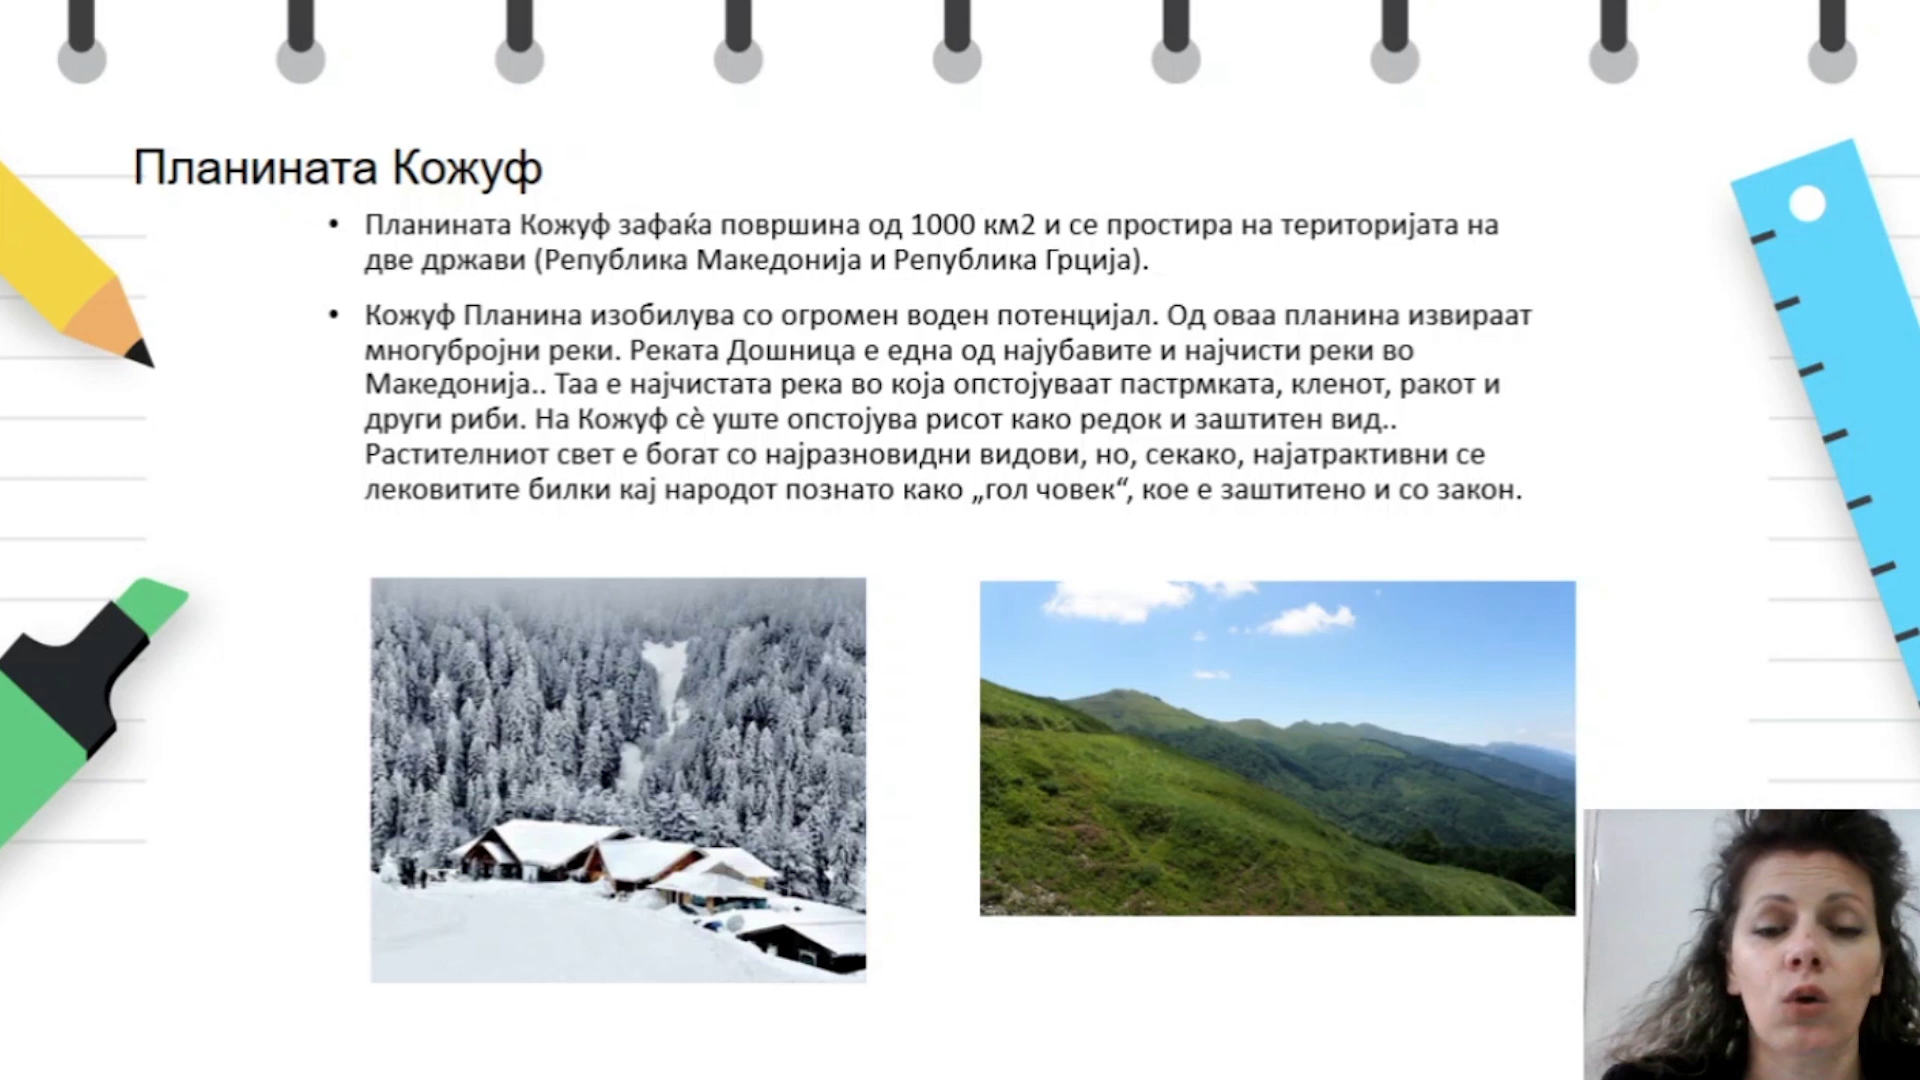 Планината Кожуф
• Планината Кожуф зафаќа површина од 1000 км2 и се простира на територијата на
две држави (Република Македонија и Република Грција).
• Кожуф Планина изобилува со огромен воден потенцијал. Од оваа планина извираат
многубројни реки. Реката Дошница е една од најубавите и најчисти реки во
Македонија.. Таа е најчистата река во која опстојуваат пастрмката, кленот, ракот и
други риби. На Кожуф сѐ уште опстојува рисот како редок и заштитен вид..
Растителниот свет е богат со најразновидни видови, но, секако, најатрактивни се
лековитите билки кај народот познато како „гол човек“, кое е заштитено и со закон.